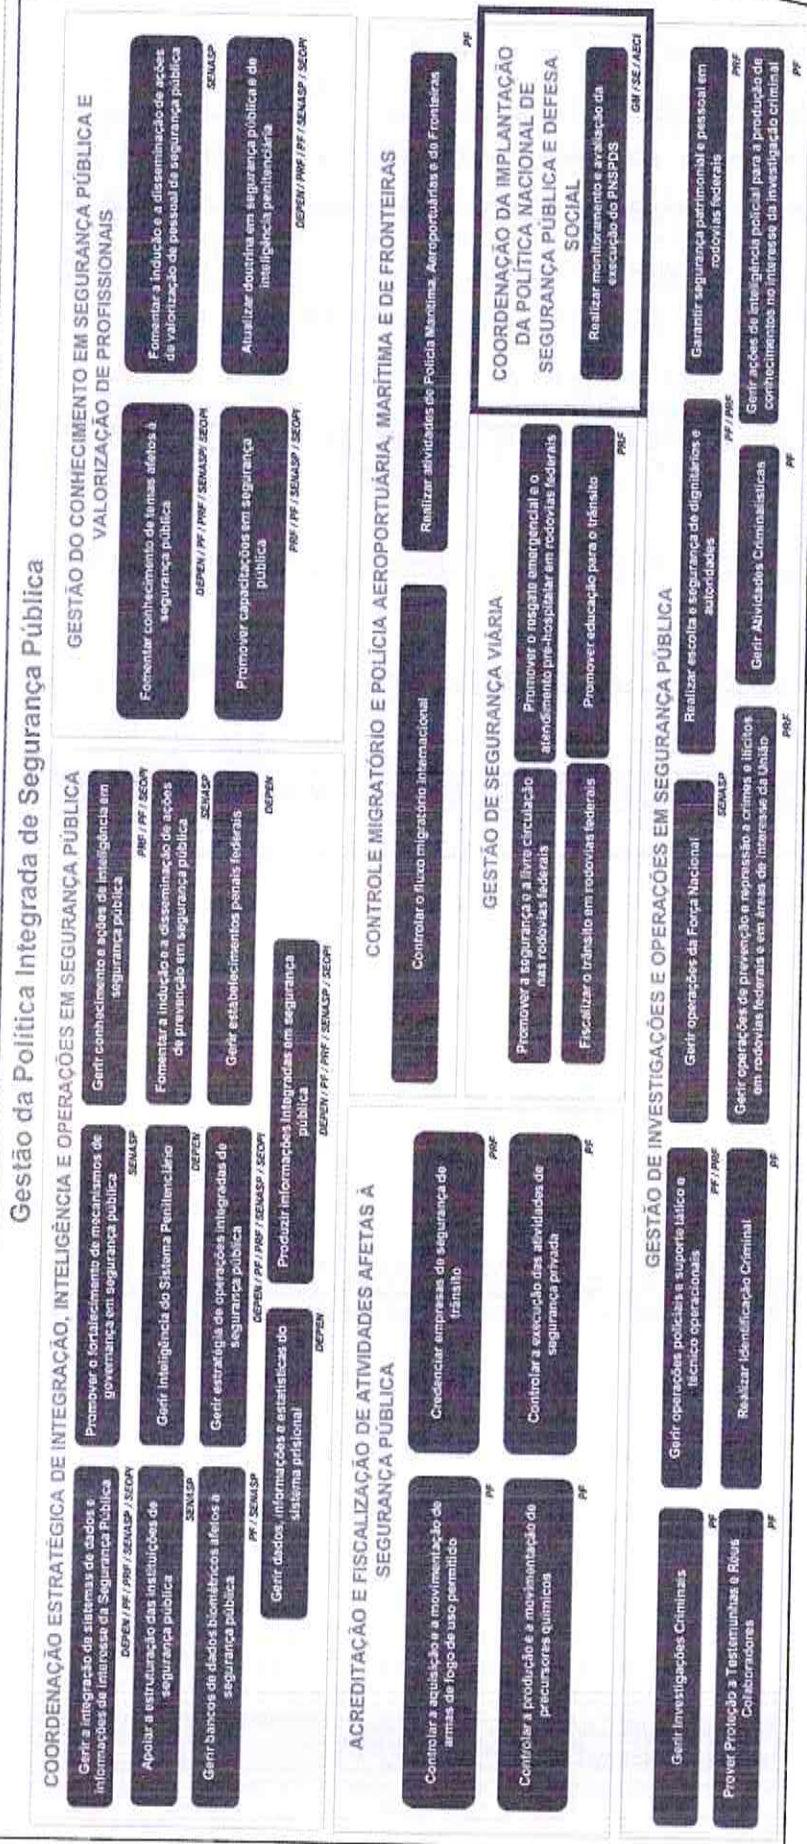 Gestão da Política Integrada de Segurança Pública
COORDENAÇÃO ESTRATÉGICA DE INTEGRAÇÃO, INTELIGÊNCIA E OPERAÇÕES EM SEGURANÇA PÚBLICA
Gerir a integração de sistemas de dados e
informações de interesse da Segurança Pública
DEPEN / PF / PRF / SENASP / SEOPI
Promover o fortalecimento de mecanismos de
governança em segurança pública
SENASP
Gerir conhecimento e ações de inteligência em
segurança pública
PRF / PF / SEOPI
Apoiar a estruturação das instituições de
segurança pública
SENASP
Gerir Inteligência do Sistema Penitenciário
DEPEN
Fomentar a indução e a disseminação de ações
de prevenção em segurança pública
SENASP
Gerir bancos de dados biométricos afetos à
segurança pública
PF / SENASP
Gerir estratégia de operações integradas de
segurança pública
DEPEN / PF / PRF / SENASP / SEOPI
Gerir estabelecimentos penais federais
DEPEN
Gerir dados, informações e estatísticas do
sistema prisional
DEPEN
Produzir informações Integradas em segurança
pública
DEPEN / PF / PRF / SENASP / SEOPI
GESTÃO DO CONHECIMENTO EM SEGURANÇA PÚBLICA E
VALORIZAÇÃO DE PROFISSIONAIS
Fomentar conhecimento de temas afetos à
segurança pública
DEPEN / PF / PRF / SENASP/ SEOPI
Fomentar a indução e a disseminação de ações
de valorização de pessoal de segurança pública
SENASP
Promover capacitações em segurança
pública
PRF / PF / SENASP / SEOPI
Atualizar doutrina em segurança pública e de
inteligência penitenciária
DEPEN / PRF / PF / SENASP / SEOPI
ACREDITAÇÃO E FISCALIZAÇÃO DE ATIVIDADES AFETAS À
SEGURANÇA PÚBLICA
Controlar a aquisição e a movimentação de
armas de fogo de uso permitido
PF
Credenciar empresas de segurança de
trânsito
PRF
Controlar a produção e a movimentação de
precursores químicos
PF
Controlar a execução das atividades de
segurança privada
PF
CONTROLE MIGRATÓRIO E POLÍCIA AEROPORTUÁRIA, MARÍTIMA E DE FRONTEIRAS
Controlar o fluxo migratório Internacional
Realizar atividades de Polícia Marítima, Aeroportuárias e de Fronteiras
PF
GESTÃO DE SEGURANÇA VIÁRIA
Promover a segurança e a livre circulação
nas rodovias federais
Promover o resgate emergencial e o
atendimento pré-hospitalar em rodovias federais
Fiscalizar o trânsito em rodovias federais
Promover educação para o trânsito
PRF
COORDENAÇÃO DA IMPLANTAÇÃO
DA POLÍTICA NACIONAL DE
SEGURANÇA PÚBLICA E DEFESA
SOCIAL
Realizar monitoramento e avaliação da
execução do PNSPDS
GM / SE / AECI
GESTÃO DE INVESTIGAÇÕES E OPERAÇÕES EM SEGURANÇA PÚBLICA
Gerir Investigações Criminais
PF
Gerir operações policiais e suporte tático e
técnico operacionais
PF / PRF
Gerir operações da Força Nacional
SENASP
Realizar escolta e segurança de dignitários e
autoridades
PF / PRF
Garantir segurança patrimonial e pessoal em
rodovias federais
PRF
Prover Proteção a Testemunhas e Réus
Colaboradores
PF
Realizar Identificação Criminal
PF
Gerir operações de prevenção e repressão a crimes e ilícitos
em rodovias federais e em áreas de interesse da União
PRF
Gerir Atividades Criminalísticas
PF
Gerir ações de inteligência policial para a produção de
conhecimentos no interesse da investigação criminal
PF